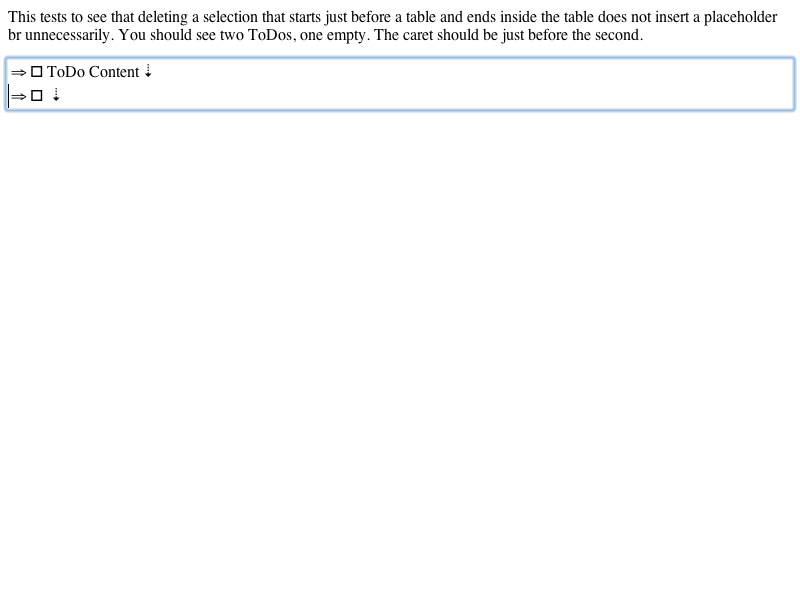 This tests to see that deleting a selection that starts just before a table and ends inside the table does not insert a placeholder
br unnecessarily. You should see two ToDos, one empty. The caret should be just before the second.
⇒ □ ToDo Content ⇣
⇒ □ ⇣